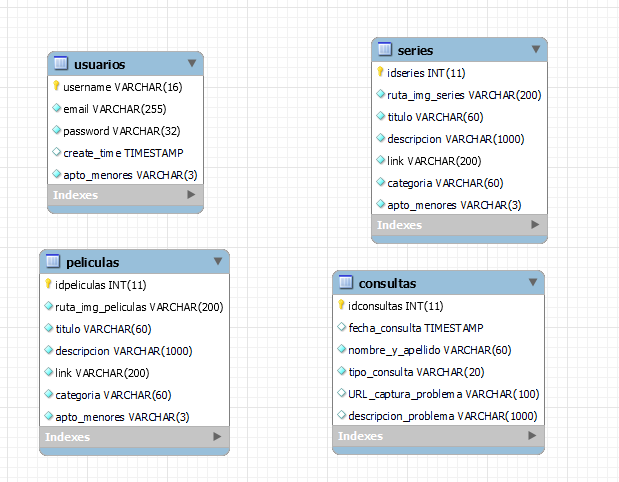 usuarios
username VARCHAR(16)
email VARCHAR(255)
password VARCHAR(32)
create_time TIMESTAMP
apto_menores VARCHAR(3)
Indexes
series
idseries INT(11)
ruta_img_series VARCHAR(200)
titulo VARCHAR(60)
descripcion VARCHAR(1000)
link VARCHAR(200)
categoria VARCHAR(60)
apto_menores VARCHAR(3)
Indexes
peliculas
idpeliculas INT(11)
ruta_img_peliculas VARCHAR(200)
titulo VARCHAR(60)
descripcion VARCHAR(1000)
link VARCHAR(200)
categoria VARCHAR(60)
apto_menores VARCHAR(3)
Indexes
consultas
idconsultas INT(11)
fecha_consulta TIMESTAMP
nombre_y_apellido VARCHAR(60)
tipo_consulta VARCHAR(20)
URL_captura_problema VARCHAR(100)
descripcion_problema VARCHAR(1000)
Indexes